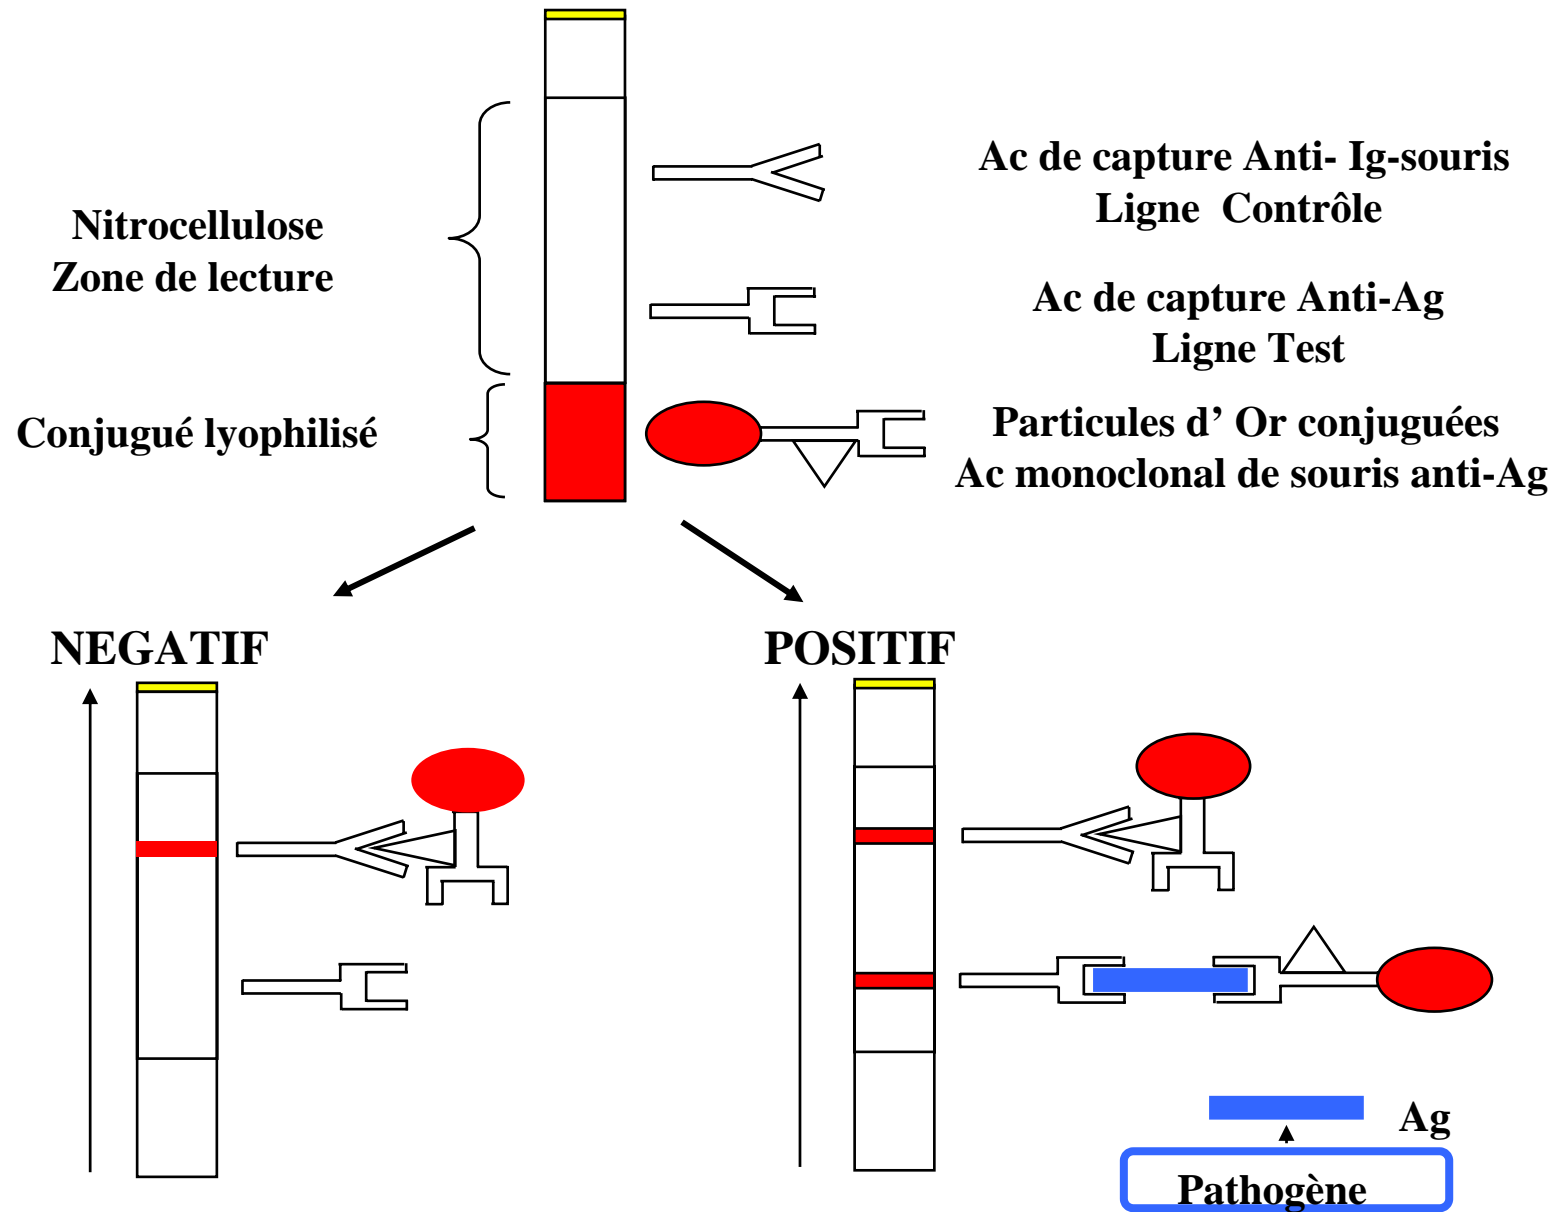 Ac de capture Anti- Ig-souris
Ligne Contrôle
Nitrocellulose
Zone de lecture
Ac de capture Anti-Ag
Ligne Test
Conjugué lyophilisé
Particules d' Or conjuguées
Ac monoclonal de souris anti-Ag
NEGATIF
POSITIF
Ag
Pathogène